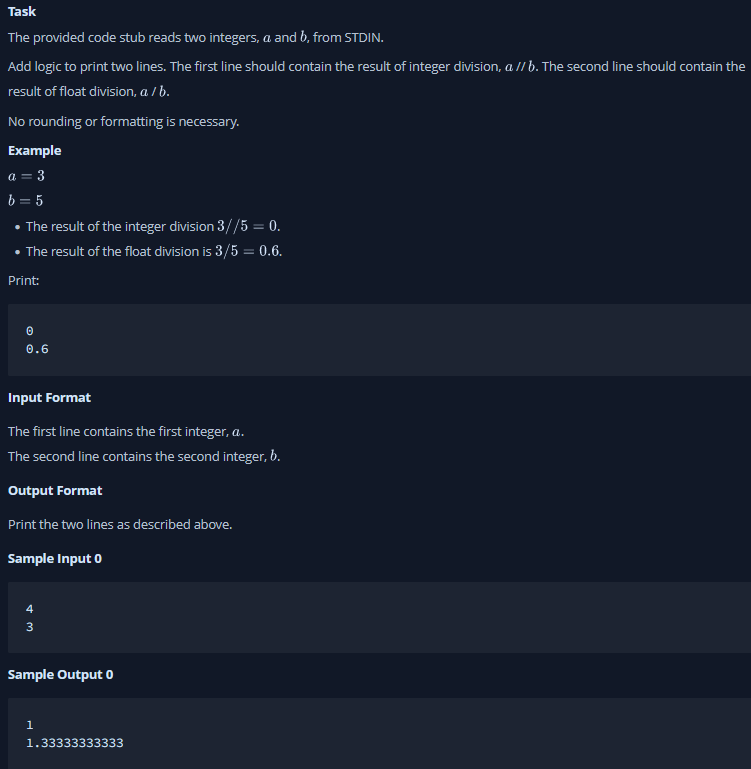 Task
The provided code stub reads two integers, a and b, from STDIN.
Add logic to print two lines. The first line should contain the result of integer division, a // b. The second line should contain the
result of float division, a / b.
No rounding or formatting is necessary.
Example
a = 3
b = 5
• The result of the integer division 3//5 = 0.
• The result of the float division is 3/5 = 0.6.
Print:
0
0.6
Input Format
The first line contains the first integer, a.
The second line contains the second integer, b.
Output Format
Print the two lines as described above.
Sample Input 0
4
3
Sample Output 0
1
1.33333333333